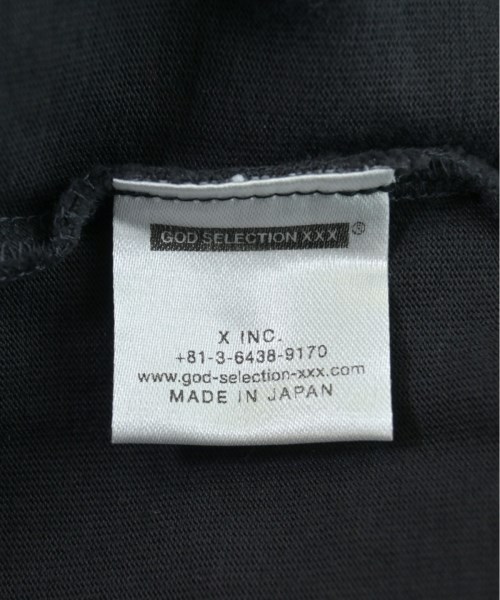 GOD SELECTION XXX ®
X INC.
+81-3-6438-9170
www.god-selection-xxx.com
MADE IN JAPAN